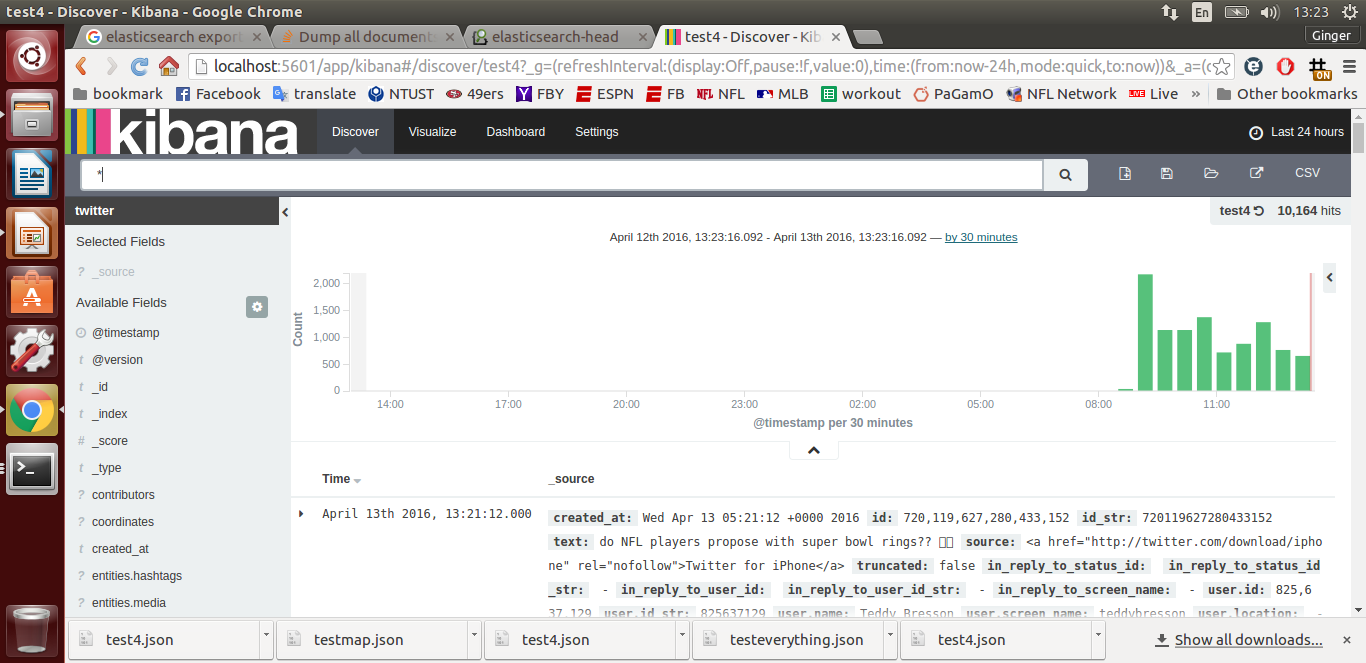 test4 - Discover - Kibana - Google Chrome
En
13:23
elasticsearch export
Dump all document
elasticsearch-head
test4 - Discover - Kib
Ginger
localhost:5601/app/kibana#/discover/test4?_g=(refreshInterval:(display:Off,pause:!f,value:0),time:(from:now-24h,mode:quick,to:now))&_a=(c
ON
bookmark
Facebook
translate
NTUST
49ers
FBY
ESPN
FB
NFL
MLB
workout
PaGamO
NFL Network
Live
»
Other bookmarks
kibana
Discover
Visualize
Dashboard
Settings
Last 24 hours
*
CSV
twitter
test4
10,164 hits
Selected Fields
? _source
Available Fields
@timestamp
t @version
t _id
t _index
# _score
t _type
? contributors
? coordinates
t created_at
? entities.hashtags
? entities.media
April 12th 2016, 13:23:16.092 - April 13th 2016, 13:23:16.092 — by 30 minutes
Count
2,000
1,500
1,000
500
0
14:00
17:00
20:00
23:00
02:00
05:00
08:00
11:00
@timestamp per 30 minutes
Time
_source
April 13th 2016, 13:21:12.000
created_at: Wed Apr 13 05:21:12 +0000 2016 id: 720,119,627,280,433,152 id_str: 720119627280433152
text: do NFL players propose with super bowl rings?? source: <a href="http://twitter.com/download/ipho
ne" rel="nofollow">Twitter for iPhone</a> truncated: false in_reply_to_status_id: in_reply_to_status_id
_str: - in_reply_to_user_id: in_reply_to_user_id_str: - in_reply_to_screen_name: - user.id: 825,6
37,129 user.id_str: 825637129 user.name: Teddy Bresson user.screen_name: teddybresson user.location: -
test4.json
testmap.json
test4.json
testeverything.json
test4.json
Show all downloads...